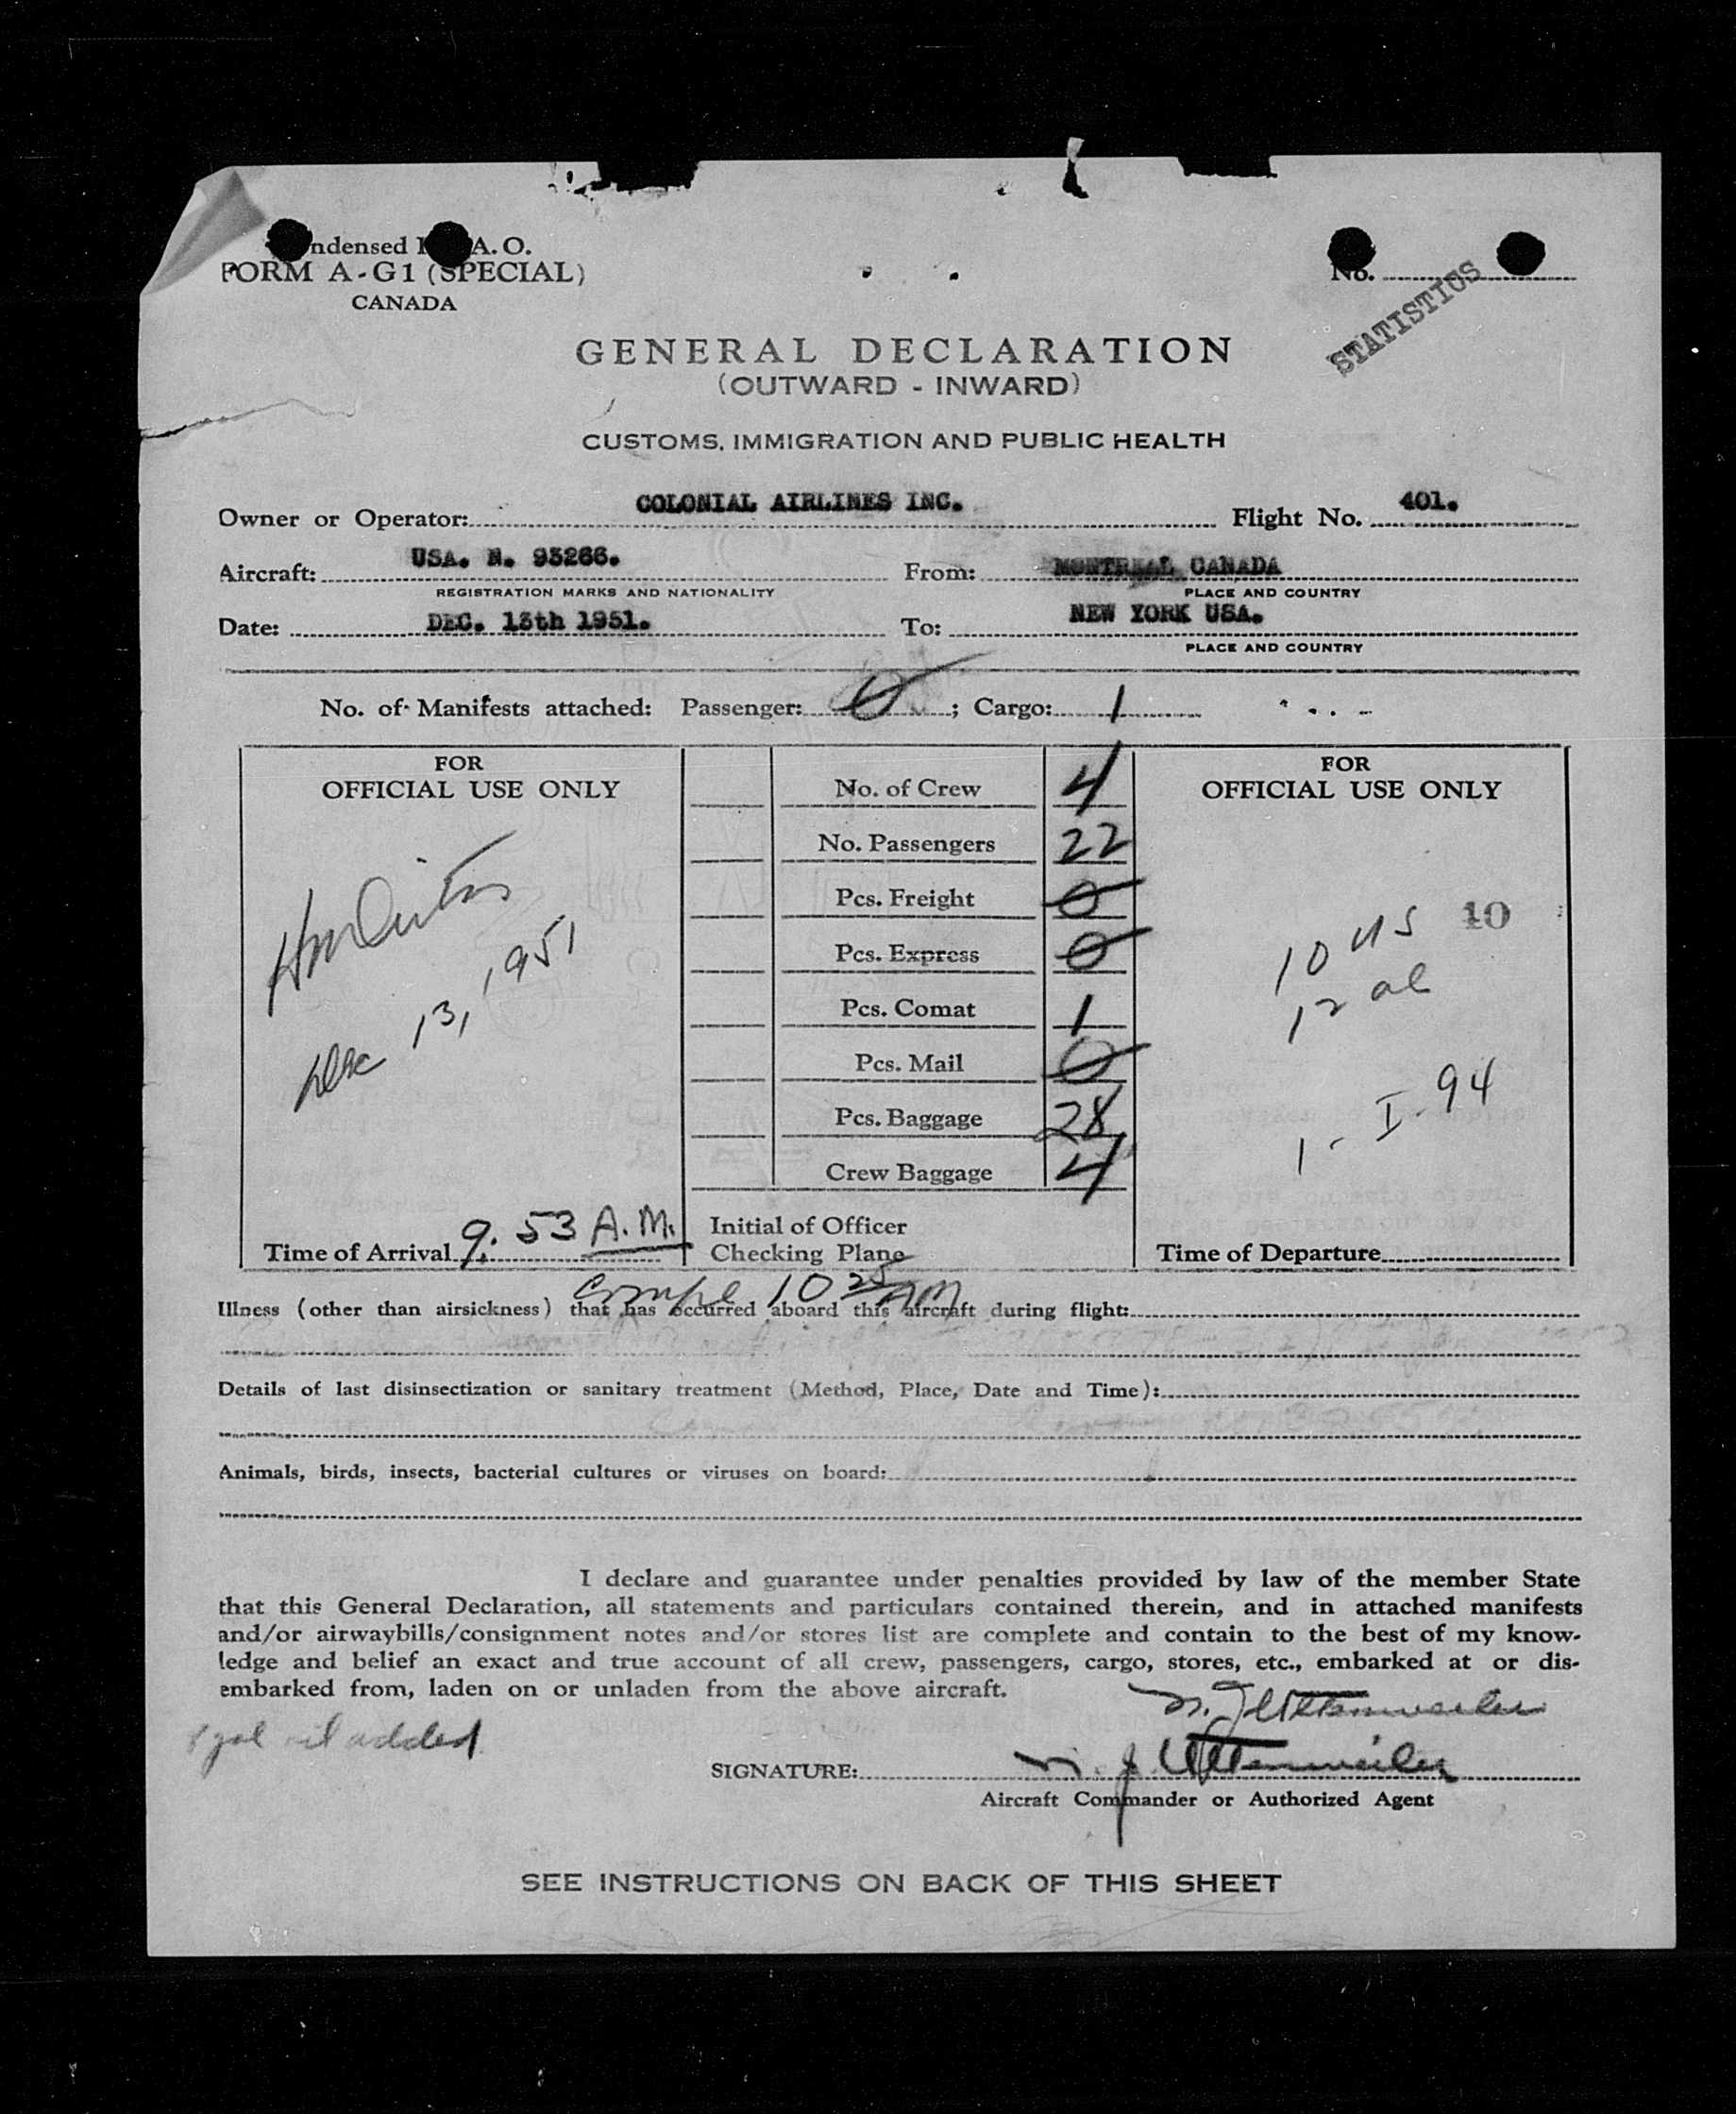 ndensed I A. O.
FORM A-G1 (SPECIAL)
CANADA
No.
STATISTICS
GENERAL DECLARATION
(OUTWARD - INWARD)
CUSTOMS, IMMIGRATION AND PUBLIC HEALTH
Owner or Operator: COLONIAL AIRLINES INC. Flight No. 401.
Aircraft: USA. N. 93266. From: MONTREAL CANADA
REGISTRATION MARKS AND NATIONALITY PLACE AND COUNTRY
Date: DEC. 13th 1951. To: NEW YORK USA.
PLACE AND COUNTRY
No. of Manifests attached: Passenger: 0 ; Cargo: 1
FOR
OFFICIAL USE ONLY
Dec 13, 1951
Time of Arrival 9.53 A.M.
No. of Crew 4
No. Passengers 22
Pcs. Freight 0
Pcs. Express 0
Pcs. Comat 1
Pcs. Mail 0
Pcs. Baggage 28
Crew Baggage 4
Initial of Officer
Checking Plane
FOR
OFFICIAL USE ONLY
10 US 10
12 al
1 - I-94
Time of Departure
Compl 10 25 AM
Illness (other than airsickness) that has occurred aboard this aircraft during flight:
Details of last disinsectization or sanitary treatment (Method, Place, Date and Time):
Animals, birds, insects, bacterial cultures or viruses on board:
I declare and guarantee under penalties provided by law of the member State
that this General Declaration, all statements and particulars contained therein, and in attached manifests
and/or airwaybills/consignment notes and/or stores list are complete and contain to the best of my know-
ledge and belief an exact and true account of all crew, passengers, cargo, stores, etc., embarked at or dis-
embarked from, laden on or unladen from the above aircraft.
gal oil added
SIGNATURE: N. J. Uttenweiler
Aircraft Commander or Authorized Agent
SEE INSTRUCTIONS ON BACK OF THIS SHEET